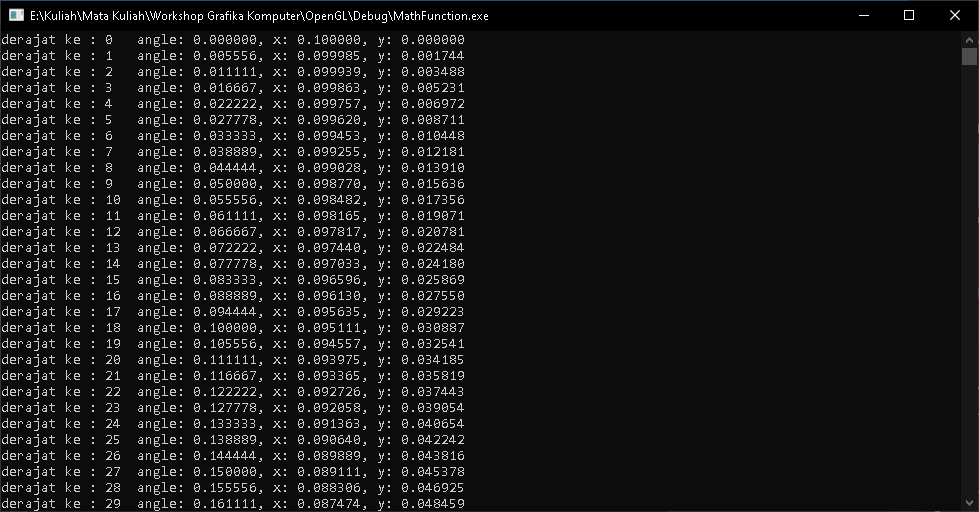 E:\Kuliah\Mata Kuliah\Workshop Grafika Komputer\OpenGL\Debug\MathFunction.exe
derajat ke : 0   angle: 0.000000, x: 0.100000, y: 0.000000
derajat ke : 1   angle: 0.005556, x: 0.099985, y: 0.001744
derajat ke : 2   angle: 0.011111, x: 0.099939, y: 0.003488
derajat ke : 3   angle: 0.016667, x: 0.099863, y: 0.005231
derajat ke : 4   angle: 0.022222, x: 0.099757, y: 0.006972
derajat ke : 5   angle: 0.027778, x: 0.099620, y: 0.008711
derajat ke : 6   angle: 0.033333, x: 0.099453, y: 0.010448
derajat ke : 7   angle: 0.038889, x: 0.099255, y: 0.012181
derajat ke : 8   angle: 0.044444, x: 0.099028, y: 0.013910
derajat ke : 9   angle: 0.050000, x: 0.098770, y: 0.015636
derajat ke : 10  angle: 0.055556, x: 0.098482, y: 0.017356
derajat ke : 11  angle: 0.061111, x: 0.098165, y: 0.019071
derajat ke : 12  angle: 0.066667, x: 0.097817, y: 0.020781
derajat ke : 13  angle: 0.072222, x: 0.097440, y: 0.022484
derajat ke : 14  angle: 0.077778, x: 0.097033, y: 0.024180
derajat ke : 15  angle: 0.083333, x: 0.096596, y: 0.025869
derajat ke : 16  angle: 0.088889, x: 0.096130, y: 0.027550
derajat ke : 17  angle: 0.094444, x: 0.095635, y: 0.029223
derajat ke : 18  angle: 0.100000, x: 0.095111, y: 0.030887
derajat ke : 19  angle: 0.105556, x: 0.094557, y: 0.032541
derajat ke : 20  angle: 0.111111, x: 0.093975, y: 0.034185
derajat ke : 21  angle: 0.116667, x: 0.093365, y: 0.035819
derajat ke : 22  angle: 0.122222, x: 0.092726, y: 0.037443
derajat ke : 23  angle: 0.127778, x: 0.092058, y: 0.039054
derajat ke : 24  angle: 0.133333, x: 0.091363, y: 0.040654
derajat ke : 25  angle: 0.138889, x: 0.090640, y: 0.042242
derajat ke : 26  angle: 0.144444, x: 0.089889, y: 0.043816
derajat ke : 27  angle: 0.150000, x: 0.089111, y: 0.045378
derajat ke : 28  angle: 0.155556, x: 0.088306, y: 0.046925
derajat ke : 29  angle: 0.161111, x: 0.087474, y: 0.048459